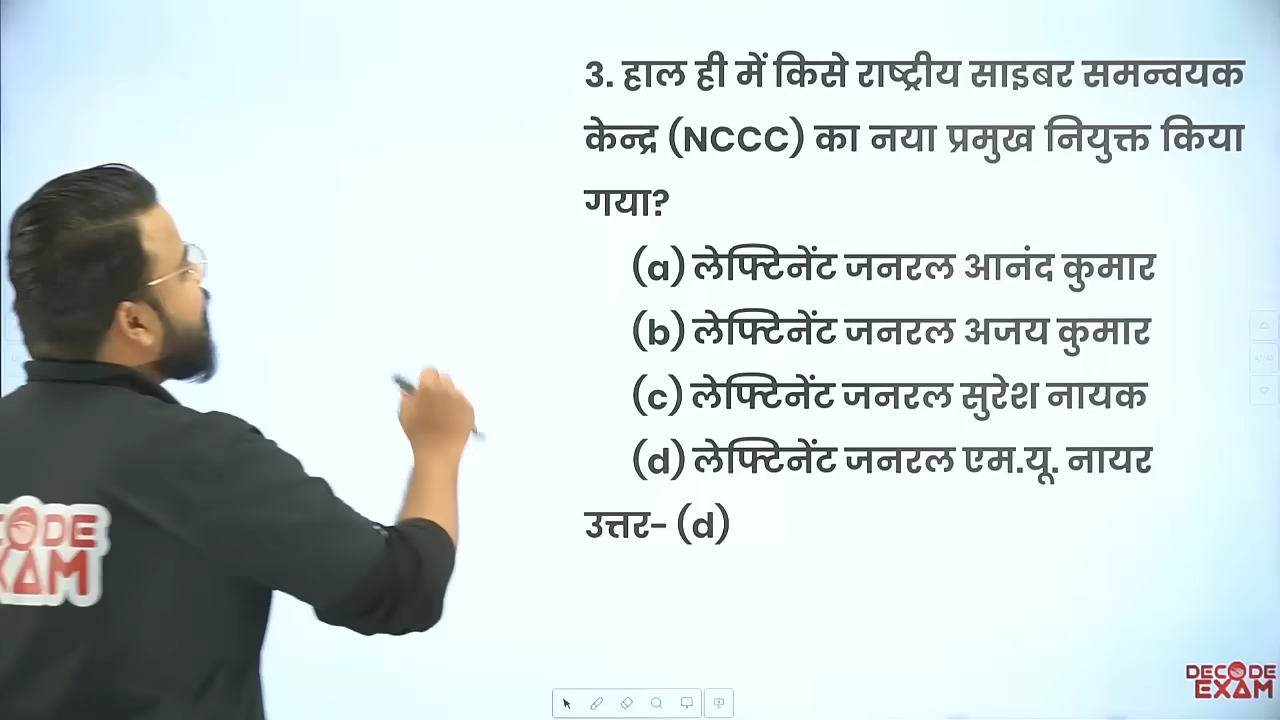 3. हाल ही में किसे राष्ट्रीय साइबर समन्वयक
केन्द्र (NCCC) का नया प्रमुख नियुक्त किया
गया?
(a) लेफ्टिनेंट जनरल आनंद कुमार
(b) लेफ्टिनेंट जनरल अजय कुमार
(c) लेफ्टिनेंट जनरल सुरेश नायक
(d) लेफ्टिनेंट जनरल एम.यू. नायर
उत्तर- (d)
DECODE
EXAM
DECODE
EXAM